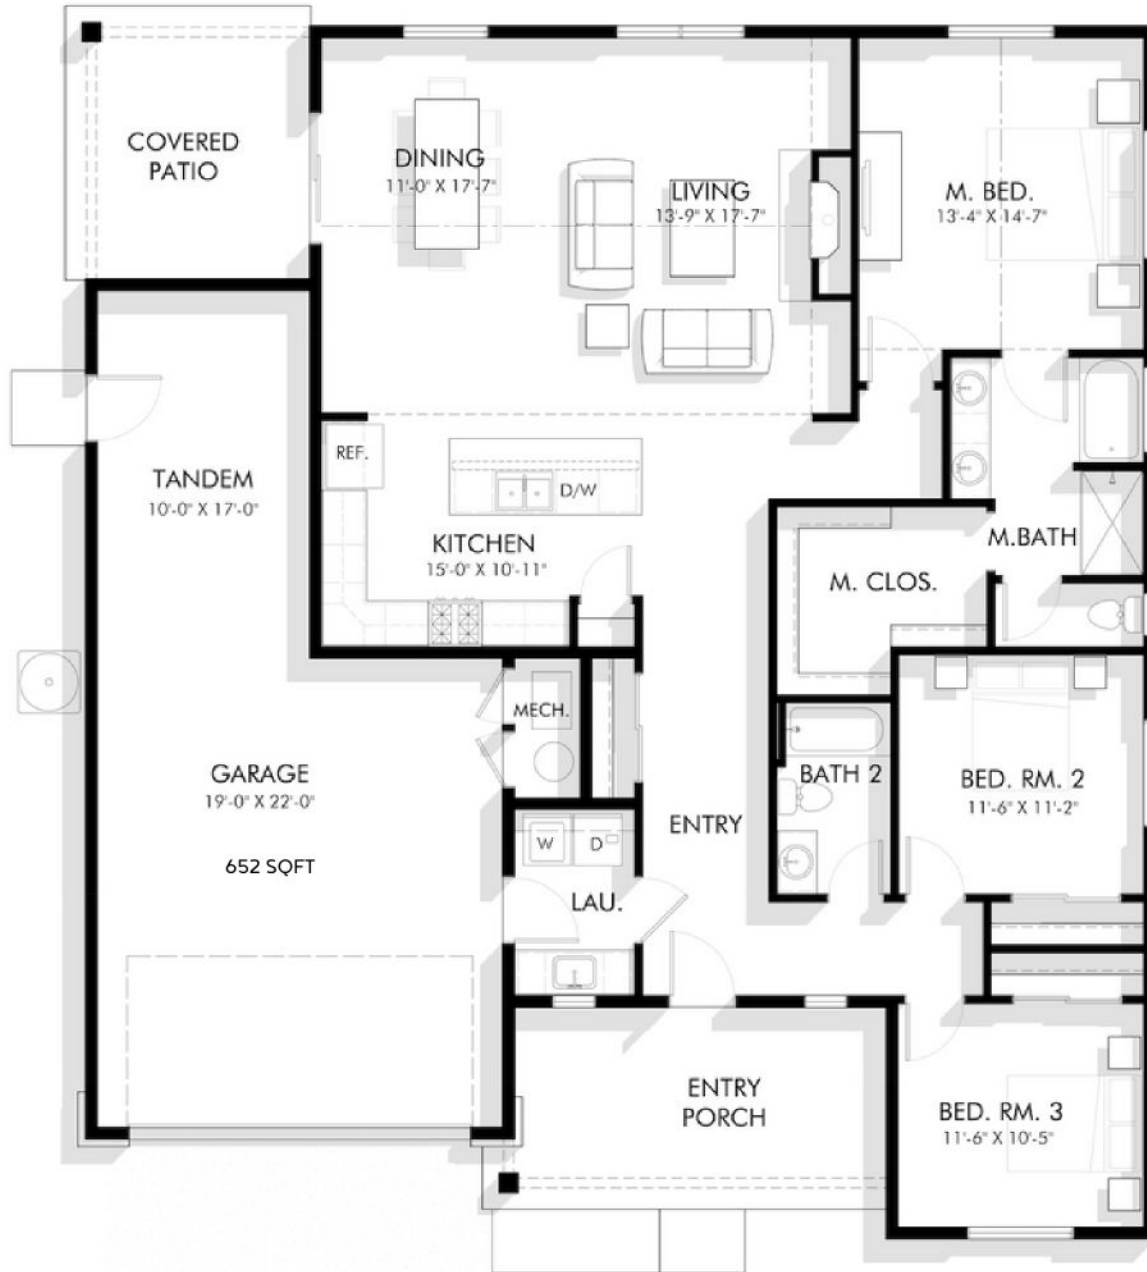 COVERED
PATIO
DINING
11'-0" X 17'-7"
LIVING
13'-9" X 17'-7"
M. BED.
13'-4" X 14'-7"
TANDEM
10'-0" X 17'-0"
REF.
D/W
KITCHEN
15'-0" X 10'-11"
M.BATH
M. CLOS.
MECH.
GARAGE
19'-0" X 22'-0"
652 SQFT
BATH 2
BED. RM. 2
11'-6" X 11'-2"
ENTRY
W
D
LAU.
ENTRY
PORCH
BED. RM. 3
11'-6" X 10'-5"